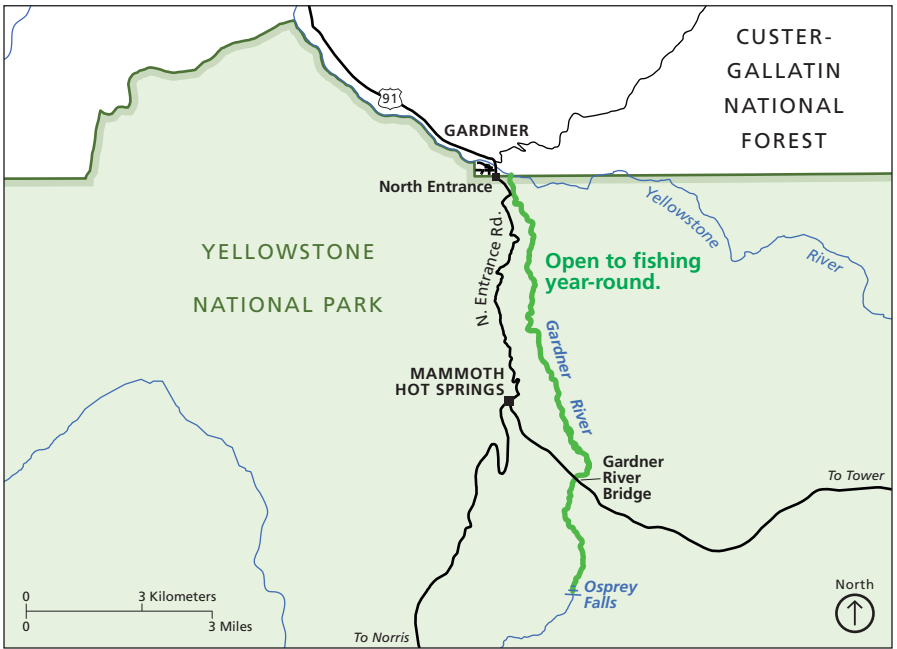 CUSTER-
GALLATIN
NATIONAL
FOREST
91
GARDINER
North Entrance
Yellowstone
River
YELLOWSTONE
NATIONAL PARK
N. Entrance Rd.
Open to fishing
year-round.
Gardner
River
MAMMOTH
HOT SPRINGS
Gardner
River
Bridge
To Tower
Osprey
Falls
North
0 3 Kilometers
0 3 Miles
To Norris